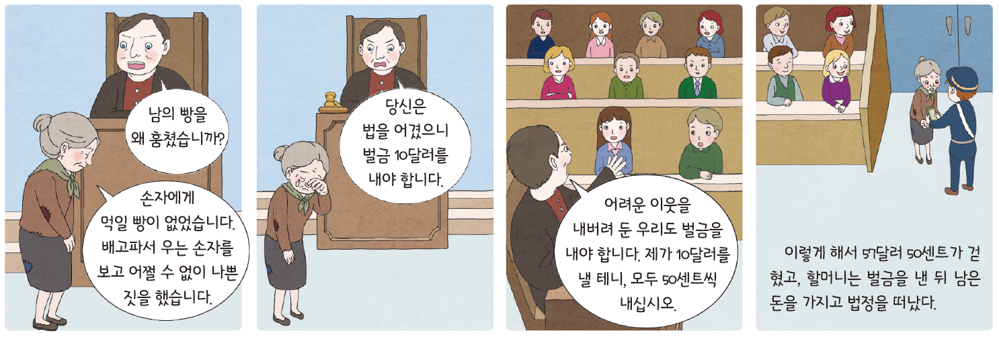 남의 빵을
왜 훔쳤습니까?
손자에게
먹일 빵이 없었습니다.
배고파서 우는 손자를
보고 어쩔 수 없이 나쁜
짓을 했습니다.
당신은
법을 어겼으니
벌금 10달러를
내야 합니다.
어려운 이웃을
내버려 둔 우리도 벌금을
내야 합니다. 제가 10달러를
낼 테니, 모두 50센트씩
내십시오.
이렇게 해서 57달러 50센트가 걷
혔고, 할머니는 벌금을 낸 뒤 남은
돈을 가지고 법정을 떠났다.